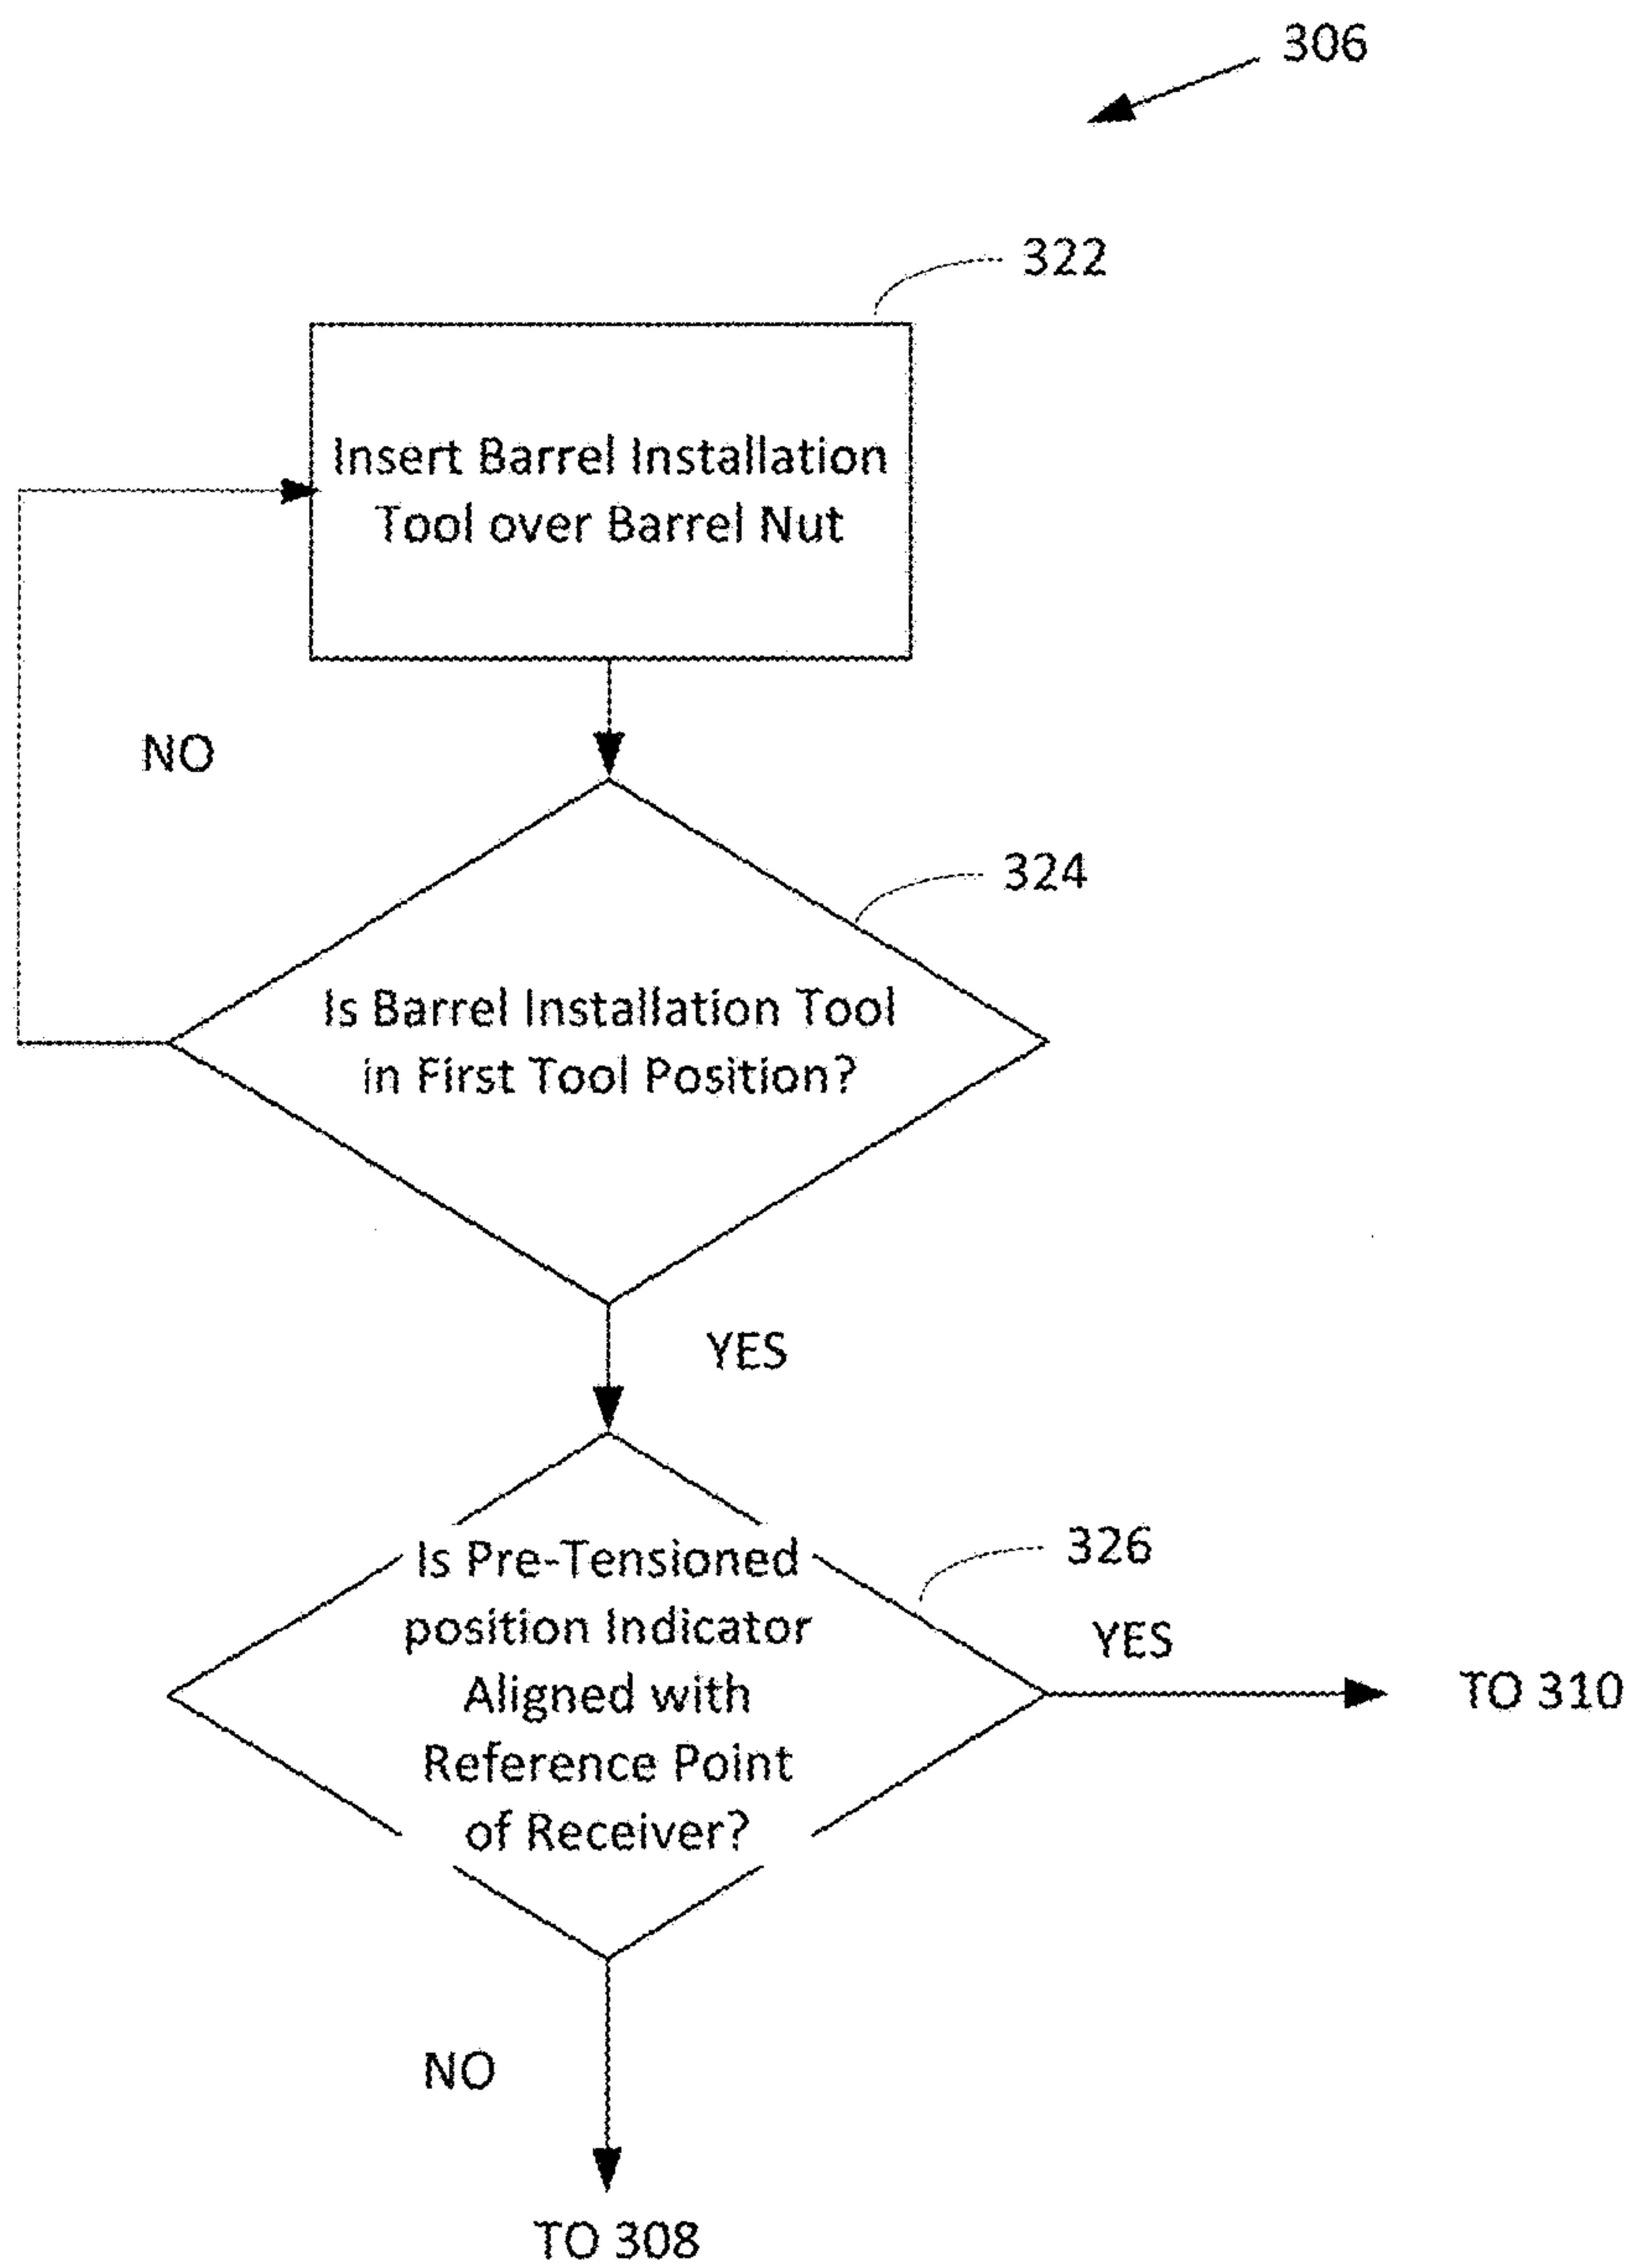 306
322
Insert Barrel Installation
Tool over Barrel Nut
NO
324
Is Barrel Installation Tool
in First Tool Position?
YES
Is Pre-Tensioned
position Indicator
Aligned with
Reference Point
of Receiver?
326
YES
TO 310
NO
TO 308